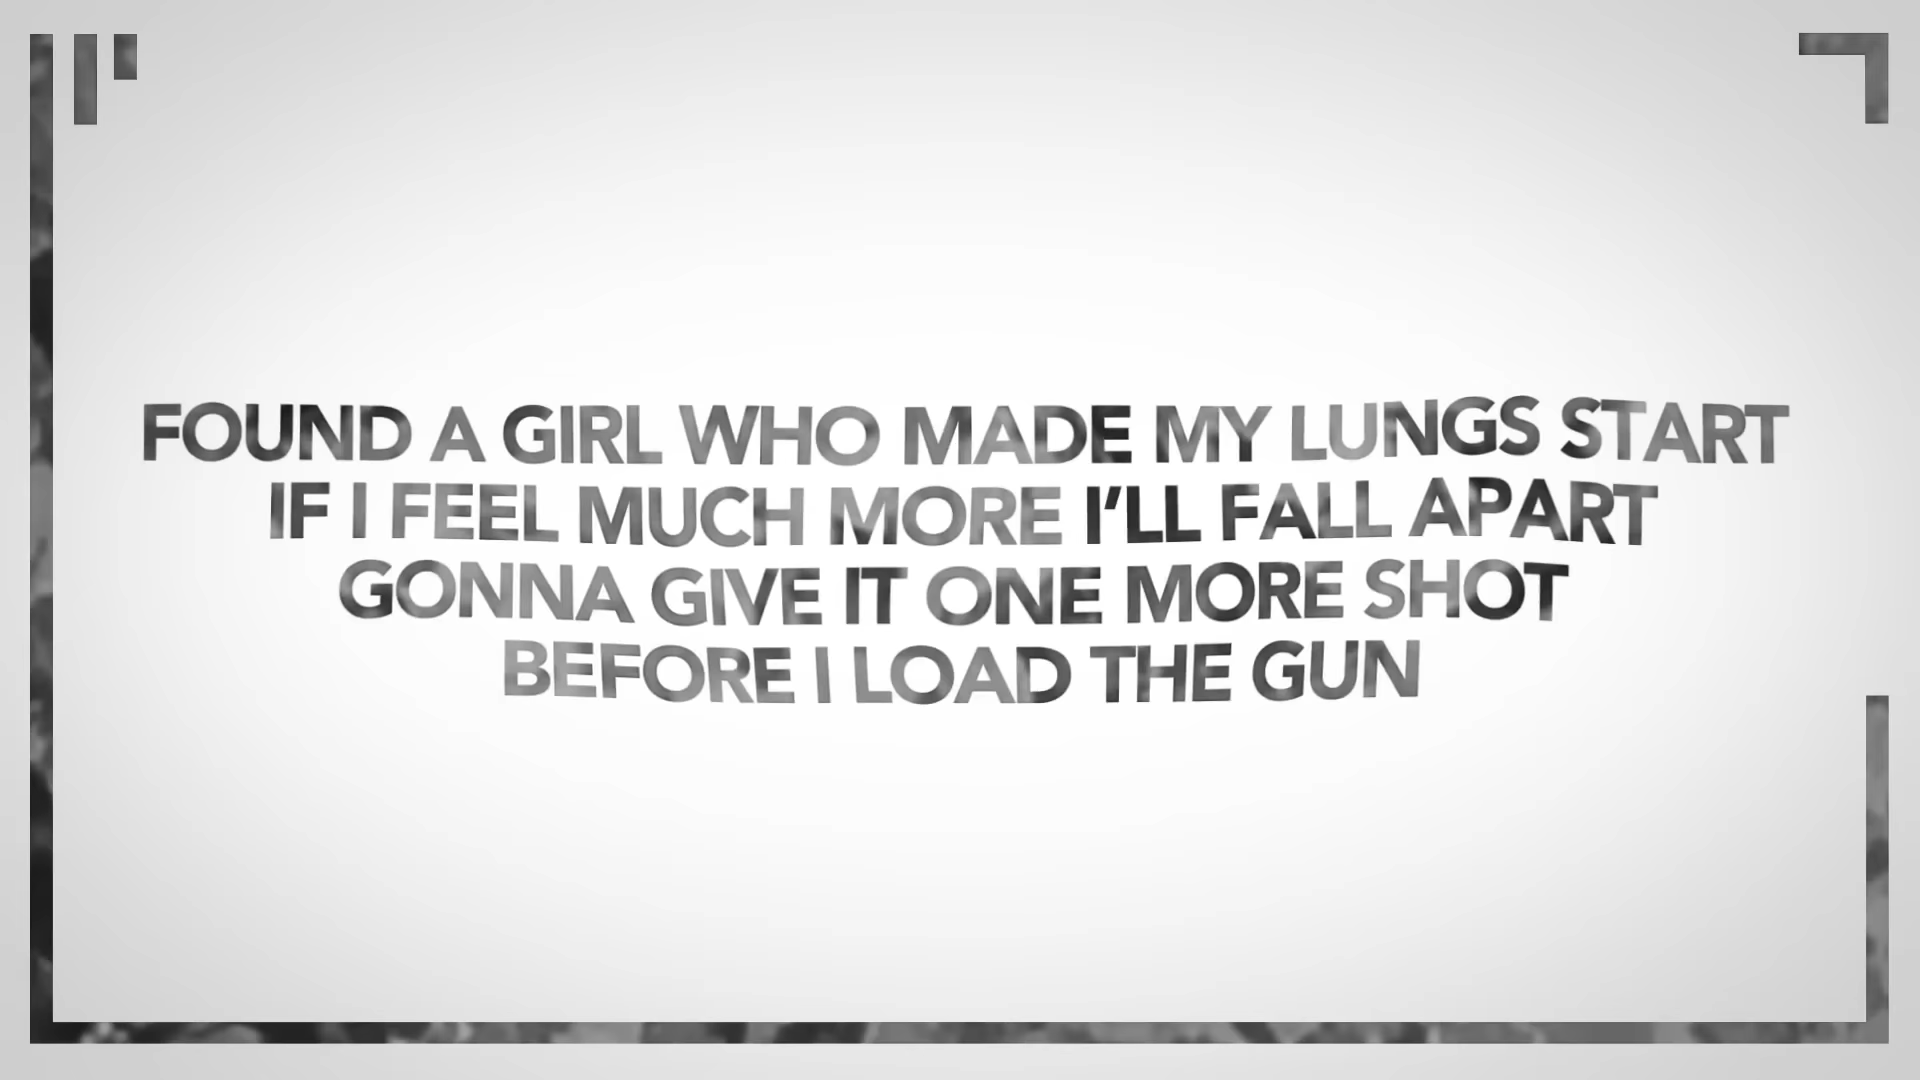 FOUND A GIRL WHO MADE MY LUNGS START
IF I FEEL MUCH MORE I'LL FALL APART
GONNA GIVE IT ONE MORE SHOT
BEFORE I LOAD THE GUN